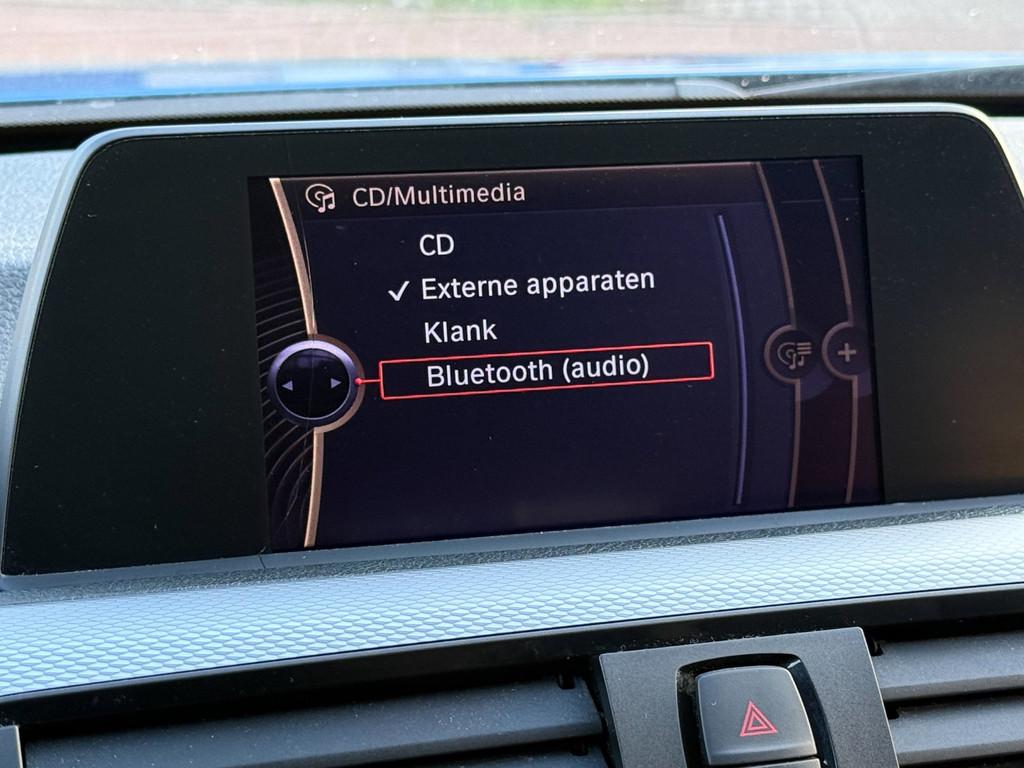 CD/Multimedia
CD
Externe apparaten
Klank
Bluetooth (audio)